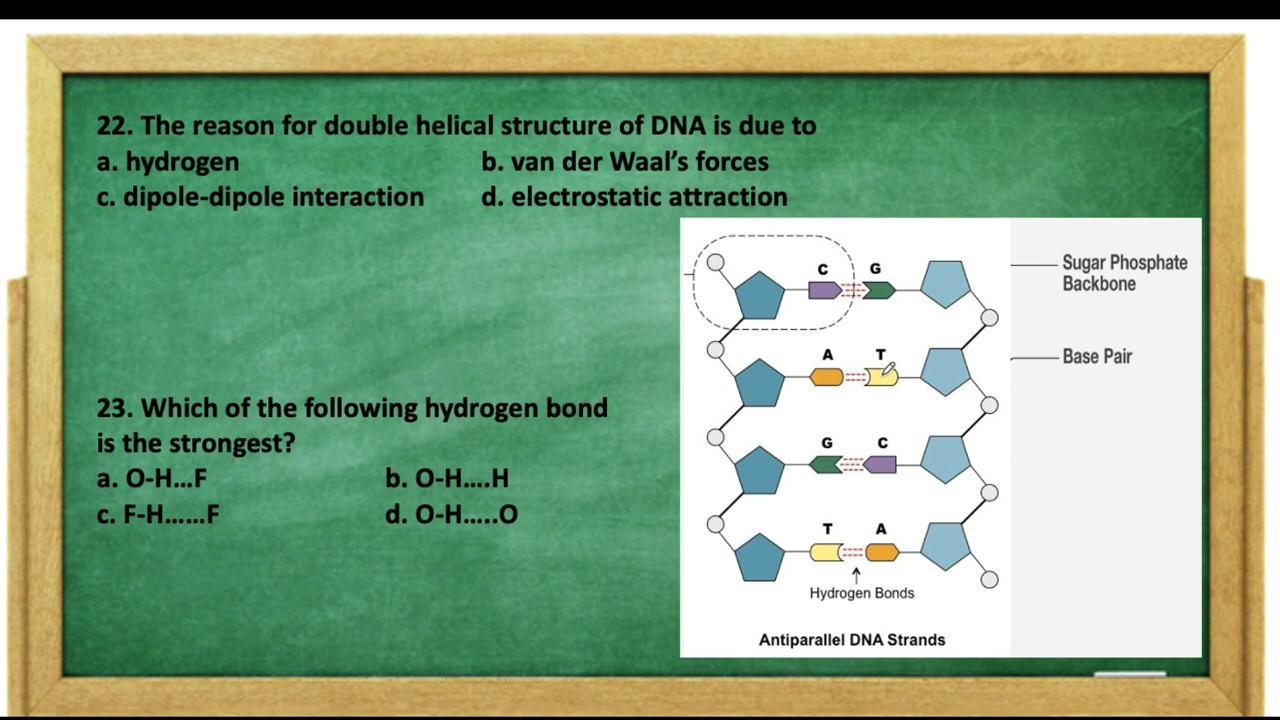 22. The reason for double helical structure of DNA is due to
a. hydrogen b. van der Waal’s forces
c. dipole-dipole interaction d. electrostatic attraction
23. Which of the following hydrogen bond
is the strongest?
a. O-H...F b. O-H....H
c. F-H......F d. O-H.....O
C G
A T
G C
T A
Hydrogen Bonds
Antiparallel DNA Strands
Sugar Phosphate
Backbone
Base Pair